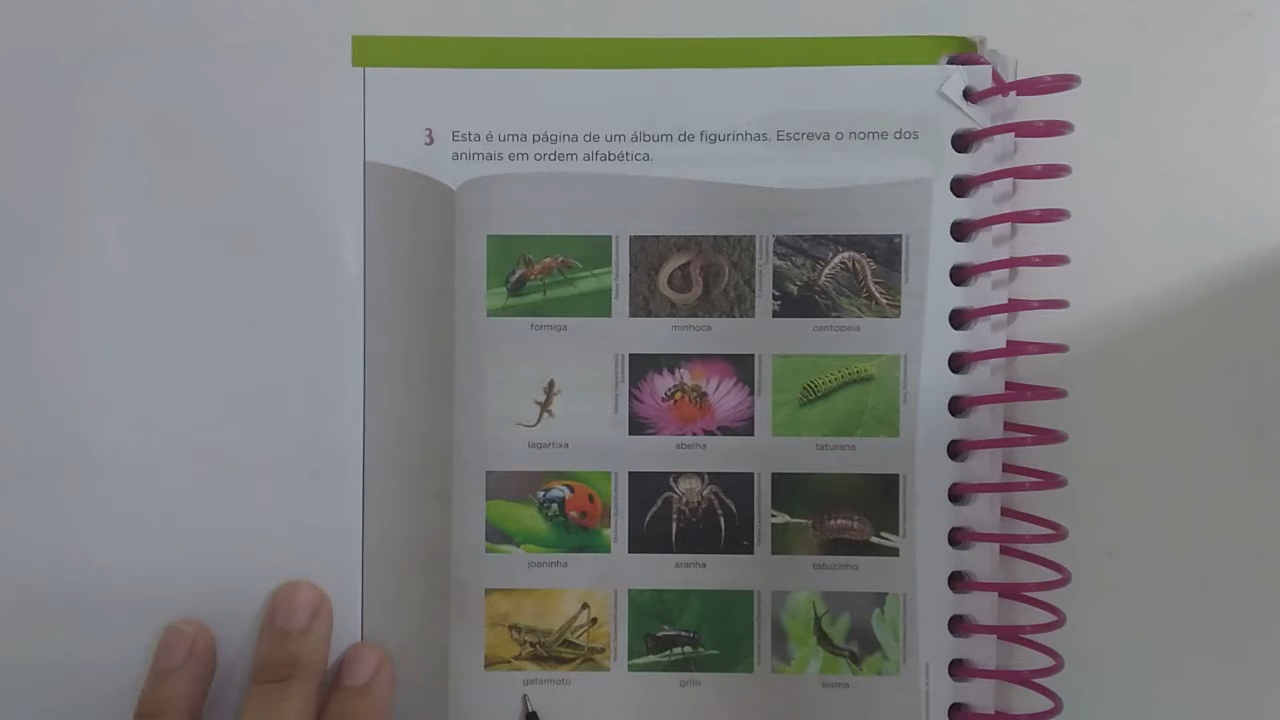 3 Esta é uma página de um álbum de figurinhas. Escreva o nome dos
animais em ordem alfabética.
formiga minhoca centopeia
lagartixa abelha taturana
joaninha aranha tatuzinho
gafanhoto grilo lesma